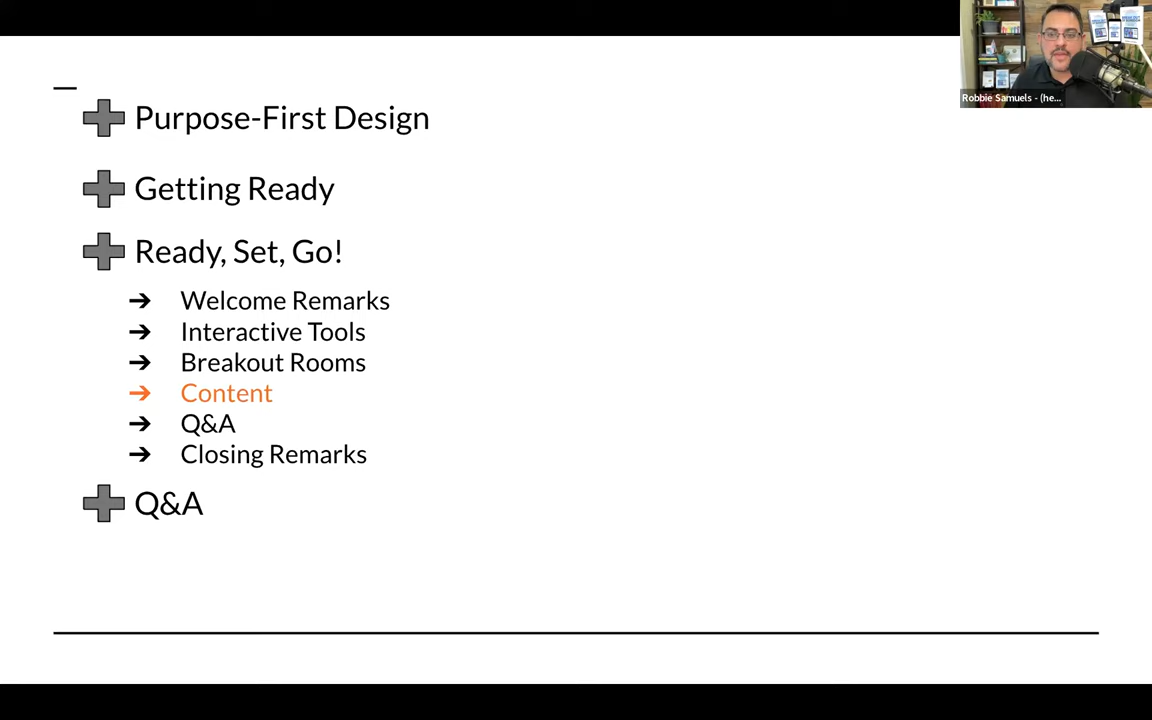 Robbie Samuels - (he...
Purpose-First Design
Getting Ready
Ready, Set, Go!
➔ Welcome Remarks
➔ Interactive Tools
➔ Breakout Rooms
➔ Content
➔ Q&A
➔ Closing Remarks
Q&A